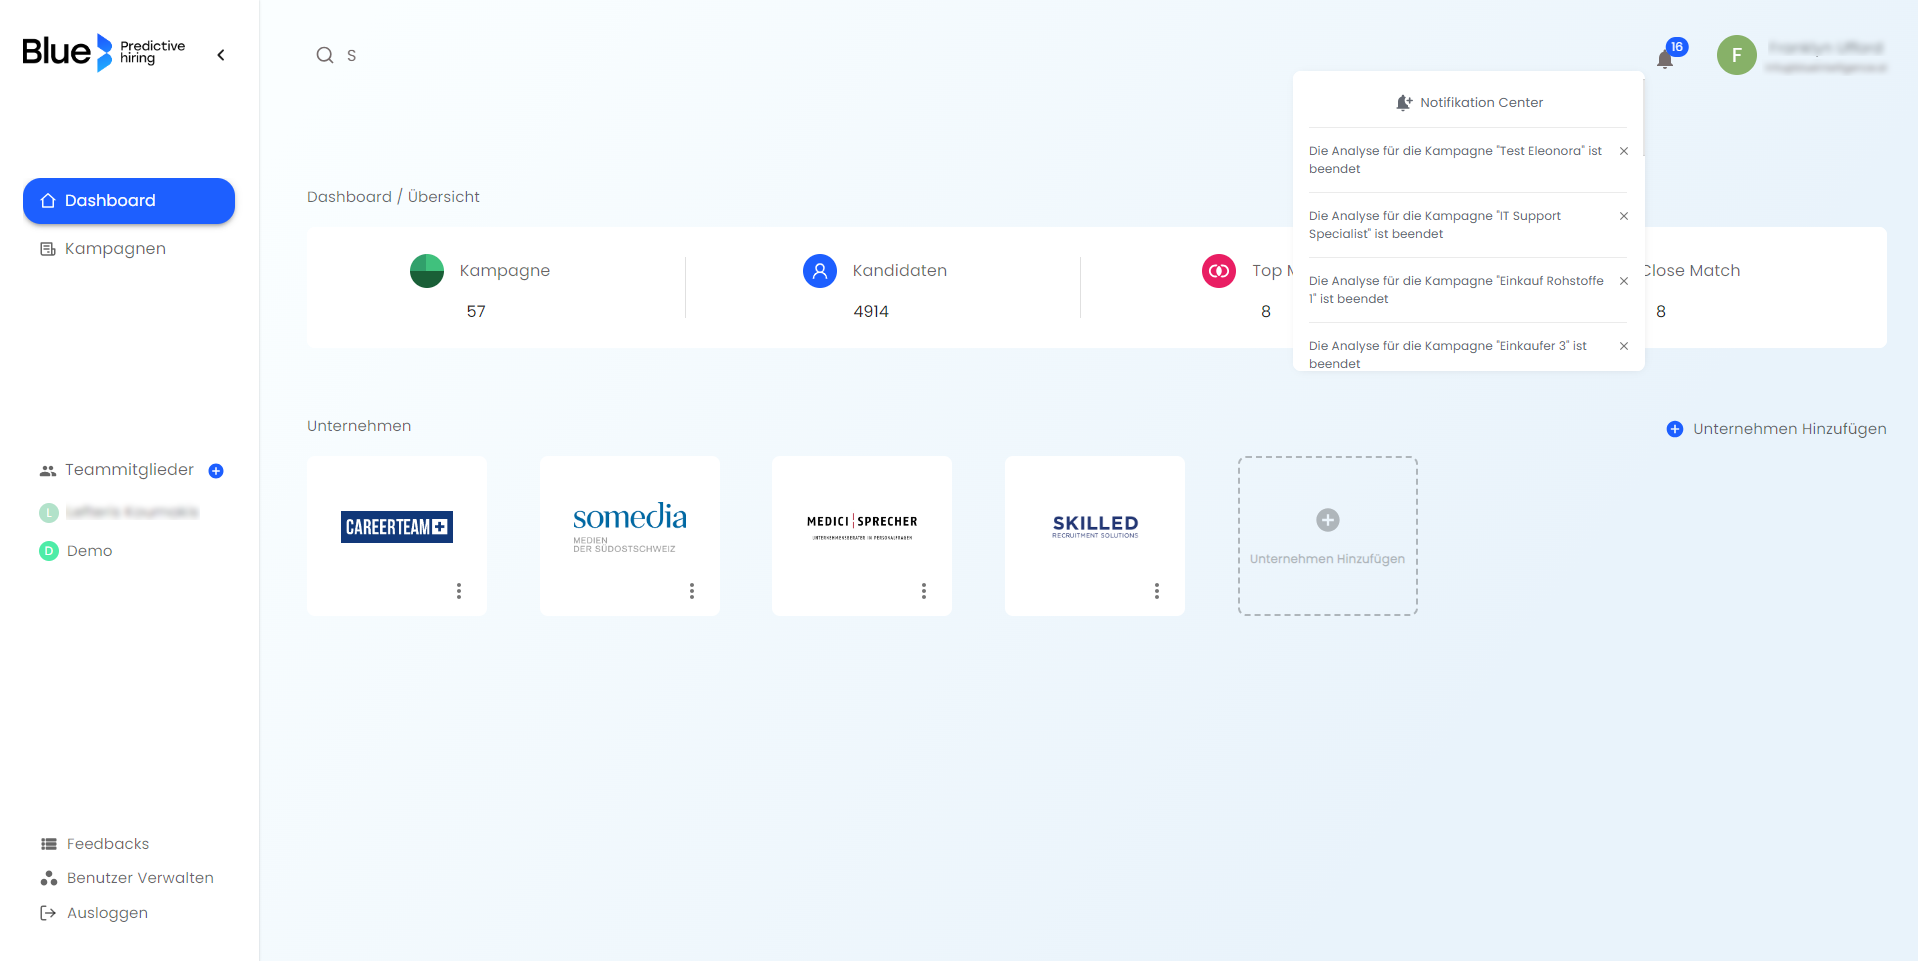 Blue Predictive hiring
S
16
F
Notifikation Center
Die Analyse für die Kampagne "Test Eleonora" ist
beendet
Die Analyse für die Kampagne "IT Support
Specialist" ist beendet
Die Analyse für die Kampagne "Einkauf Rohstoffe
1" ist beendet
Die Analyse für die Kampagne "Einkaufer 3" ist
beendet
Dashboard
Kampagnen
Teammitglieder
L
D Demo
Feedbacks
Benutzer Verwalten
Ausloggen
Dashboard / Übersicht
Kampagne
57
Kandidaten
4914
Top
8
Close Match
8
Unternehmen
Unternehmen Hinzufügen
CAREERTEAM
somedia
MEDIEN
DER SÜDOSTSCHWEIZ
MEDICI SPRECHER
UNTERNEHMENSBERATER IN PERSONALFRAGEN
SKILLED
RECRUITMENT SOLUTIONS
Unternehmen Hinzufügen